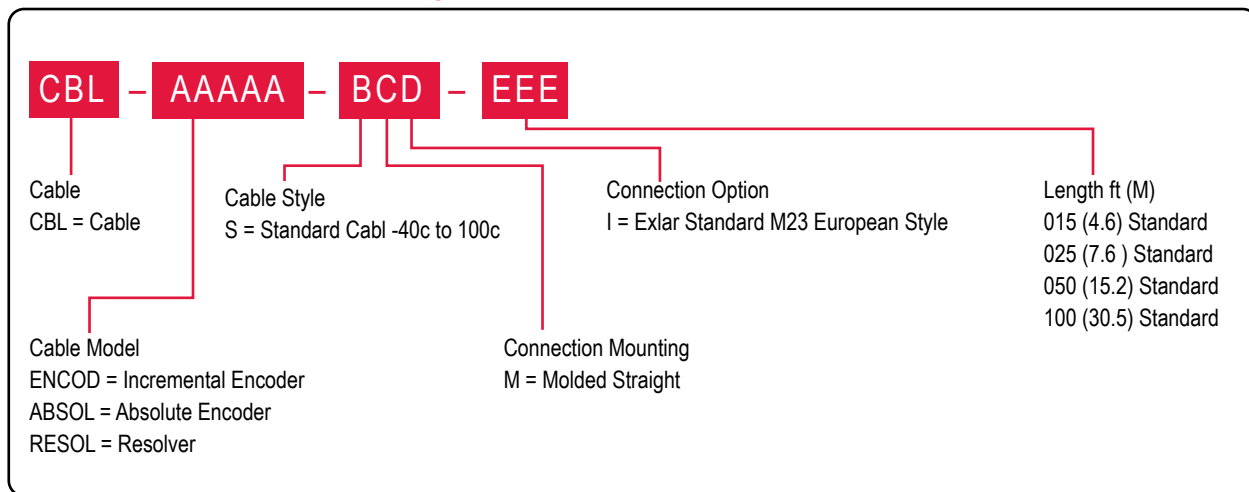 CBL – AAAAA – BCD – EEE
Cable
CBL = Cable
Cable Style
S = Standard Cabl -40c to 100c
Connection Option
I = Exlar Standard M23 European Style
Length ft (M)
015 (4.6) Standard
025 (7.6 ) Standard
050 (15.2) Standard
100 (30.5) Standard
Cable Model
ENCOD = Incremental Encoder
ABSOL = Absolute Encoder
RESOL = Resolver
Connection Mounting
M = Molded Straight